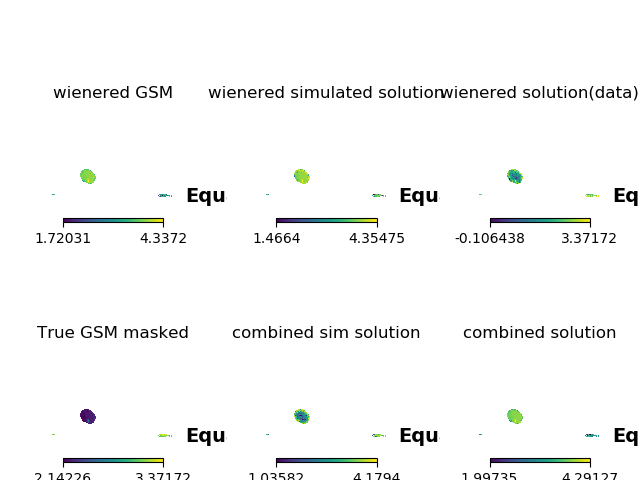 wienered GSM
wienered simulated solution
wienered solution(data)
Equ
Equ
Eq
1.72031 4.3372
1.4664 4.35475
-0.106438 3.37172
True GSM masked
combined sim solution
combined solution
Equ
Equ
Eq
2.14226 3.37172
1.03582 4.1794
1.99735 4.29127